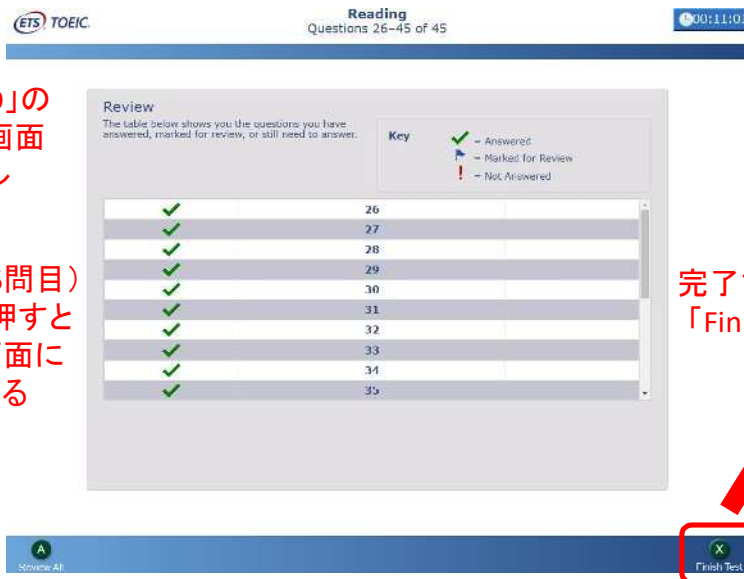 ETS TOEIC
Reading
Questions 26-45 of 45
Review
The table below shows you the questions you have
answered, marked for review, or still need to answer.
Key
– Answered
– Marked for Review
– Not Answered
26
27
28
29
30
31
32
33
34
35
」の
画面
ン
問目）
押すと
面に
る
完了
「Fin
A
Review All
X
Finish Test